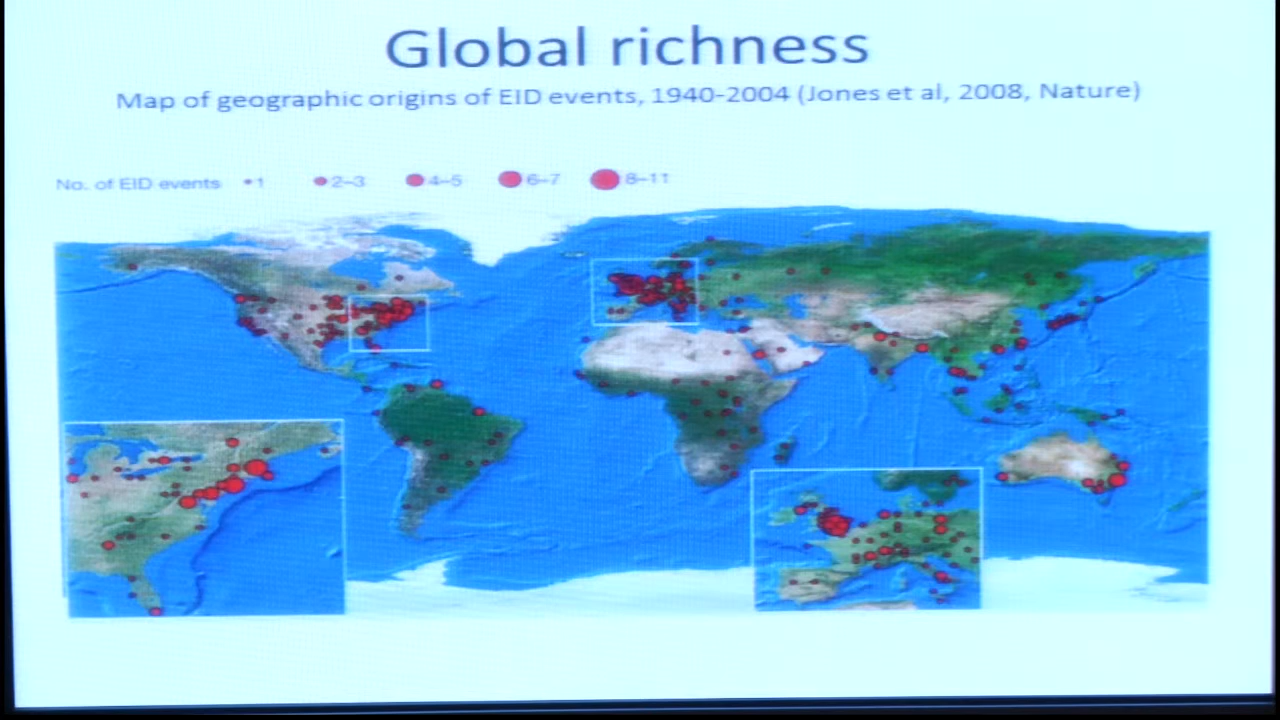 Global richness
Map of geographic origins of EID events, 1940-2004 (Jones et al, 2008, Nature)
No. of EID events 1 2–3 4–5 6–7 8–11